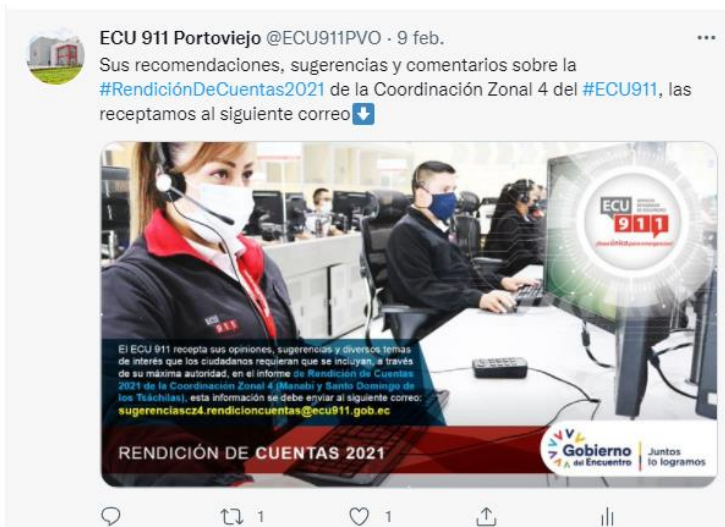 ECU 911 Portoviejo @ECU911PVO · 9 feb.
Sus recomendaciones, sugerencias y comentarios sobre la
#RendiciónDeCuentas2021 de la Coordinación Zonal 4 del #ECU911, las
receptamos al siguiente correo⬇️
ECU
911
ECU
911
El ECU 911 recepta sus opiniones, sugerencias y diversos temas
de interés que los ciudadanos requieran que se incluyan, a través
de su máxima autoridad, en el informe de Rendición de Cuentas
2021 de la Coordinación Zonal 4 (Manabí y Santo Domingo de
los Tsáchilas), esta información se debe enviar al siguiente correo:
sugerenciascz4.rendicioncuentas@ecu911.gob.ec
RENDICIÓN DE CUENTAS 2021
Gobierno
del Encuentro
Juntos
lo logramos
1
1